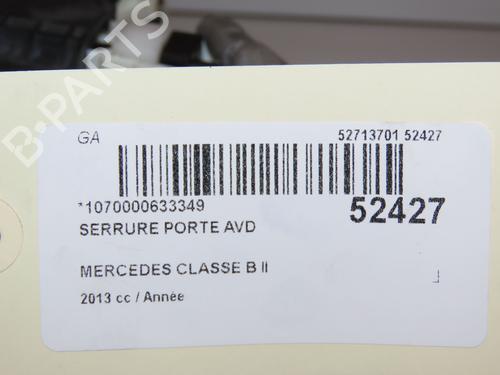 GA
52713701 52427
*1070000633349
52427
SERRURE PORTE AVD
MERCEDES CLASSE B II
2013 cc / Année
B-PARTS